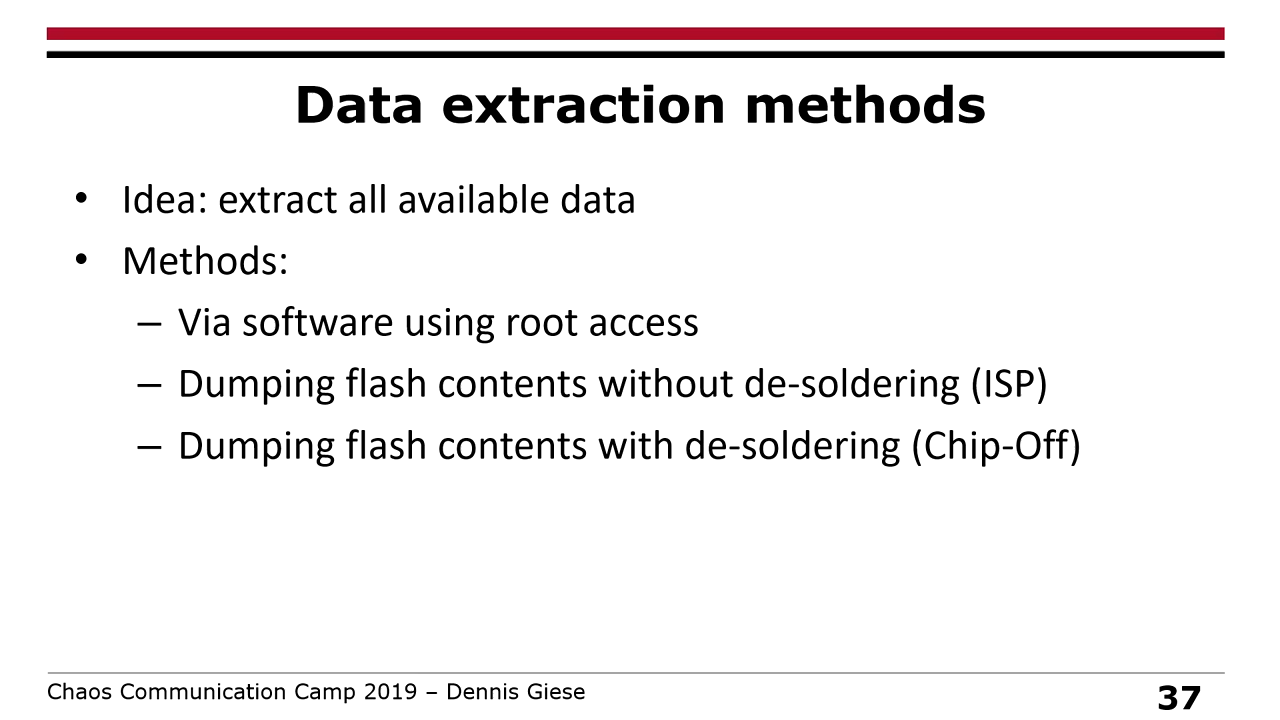 Data extraction methods
• Idea: extract all available data
• Methods:
– Via software using root access
– Dumping flash contents without de-soldering (ISP)
– Dumping flash contents with de-soldering (Chip-Off)
Chaos Communication Camp 2019 – Dennis Giese
37